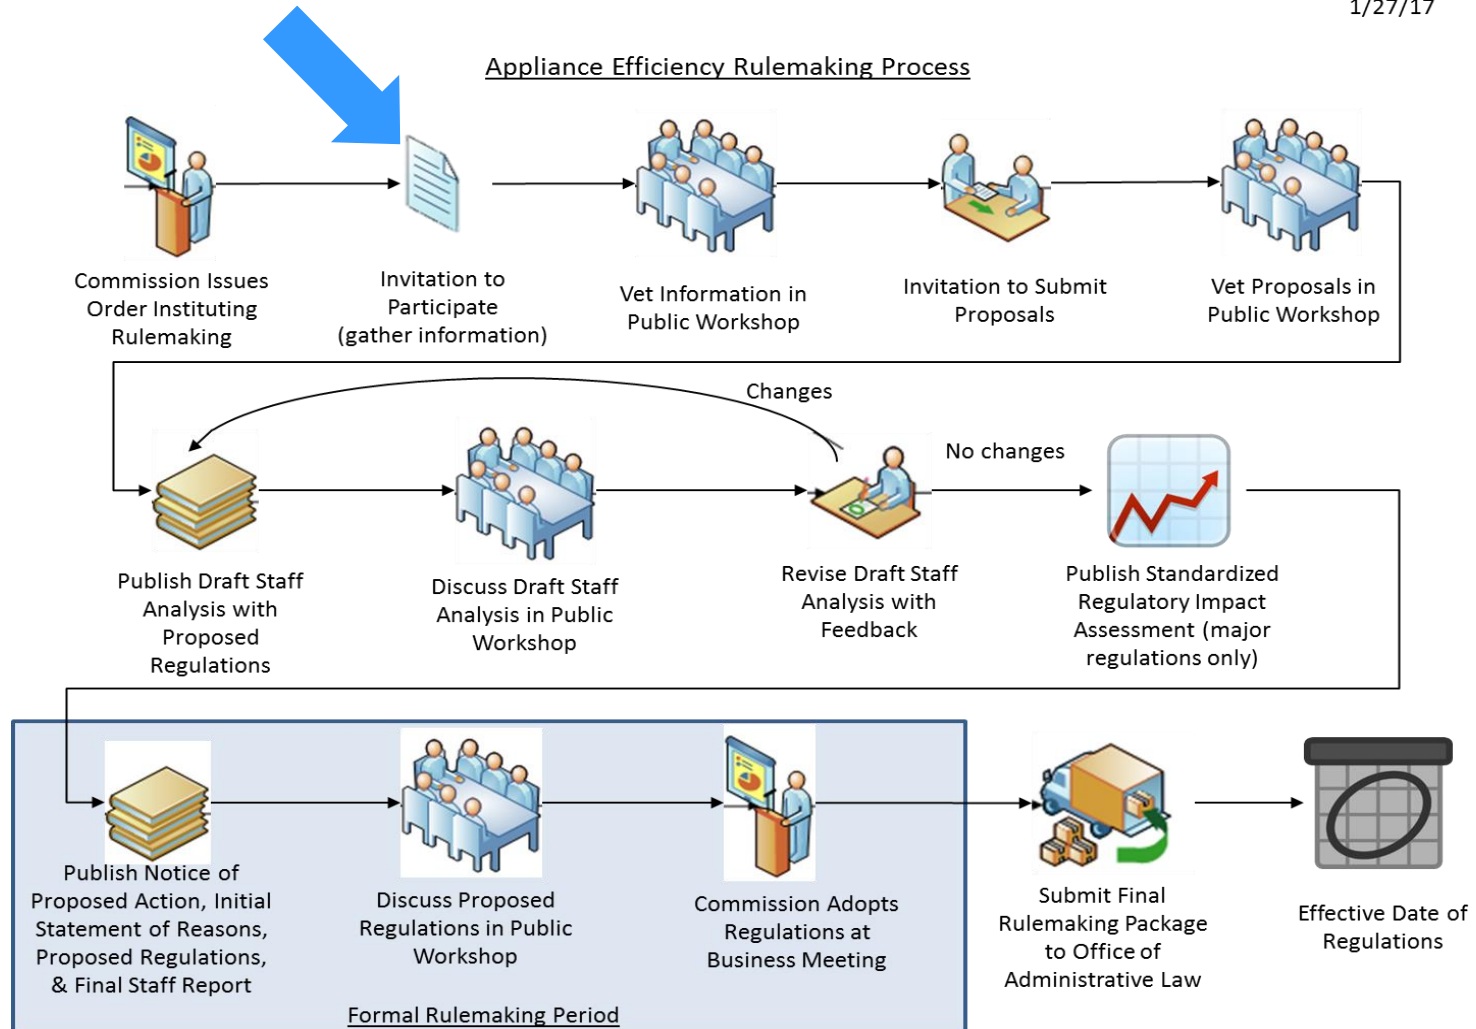 1/27/17
Appliance Efficiency Rulemaking Process
Commission Issues
Order Instituting
Rulemaking
Invitation to
Participate
(gather information)
Vet Information in
Public Workshop
Invitation to Submit
Proposals
Vet Proposals in
Public Workshop
Changes
No changes
Publish Draft Staff
Analysis with
Proposed
Regulations
Discuss Draft Staff
Analysis in Public
Workshop
Revise Draft Staff
Analysis with
Feedback
Publish Standardized
Regulatory Impact
Assessment (major
regulations only)
Publish Notice of
Proposed Action, Initial
Statement of Reasons,
Proposed Regulations,
& Final Staff Report
Discuss Proposed
Regulations in Public
Workshop
Commission Adopts
Regulations at
Business Meeting
Submit Final
Rulemaking Package
to Office of
Administrative Law
Effective Date of
Regulations
Formal Rulemaking Period